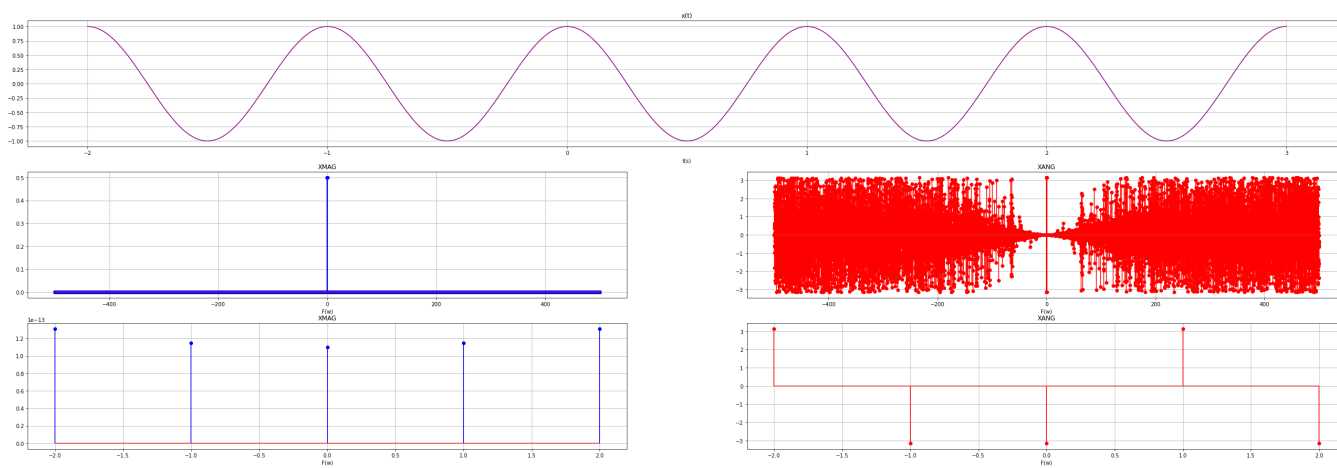 x(t)
1.00
0.75
0.50
0.25
0.00
−0.25
−0.50
−0.75
−1.00
−2 −1 0 1 2 3
t(s)
XMAG
0.5
0.4
0.3
0.2
0.1
0.0
−400 −200 0 200 400
F(w)
XANG
3
2
1
0
−1
−2
−3
−400 −200 0 200 400
F(w)
XMAG
1e−13
1.2
1.0
0.8
0.6
0.4
0.2
0.0
−2.0 −1.5 −1.0 −0.5 0.0 0.5 1.0 1.5 2.0
F(w)
XANG
3
2
1
0
−1
−2
−3
−2.0 −1.5 −1.0 −0.5 0.0 0.5 1.0 1.5 2.0
F(w)